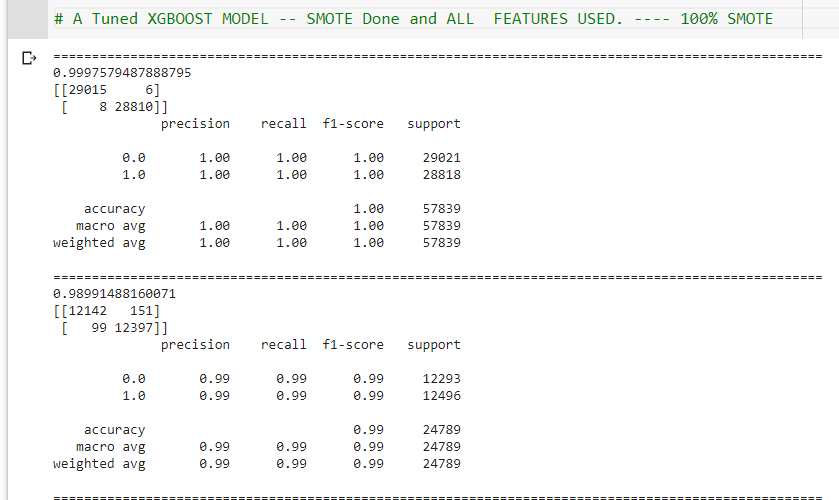 # A Tuned XGBOOST MODEL -- SMOTE Done and ALL  FEATURES USED. ---- 100% SMOTE
====================================================================================================
0.9997579487888795
[[29015     6]
 [    8 28810]]
              precision    recall  f1-score   support
         0.0       1.00      1.00      1.00     29021
         1.0       1.00      1.00      1.00     28818
    accuracy                           1.00     57839
   macro avg       1.00      1.00      1.00     57839
weighted avg       1.00      1.00      1.00     57839
====================================================================================================
0.98991488160071
[[12142   151]
 [   99 12397]]
              precision    recall  f1-score   support
         0.0       0.99      0.99      0.99     12293
         1.0       0.99      0.99      0.99     12496
    accuracy                           0.99     24789
   macro avg       0.99      0.99      0.99     24789
weighted avg       0.99      0.99      0.99     24789
====================================================================================================